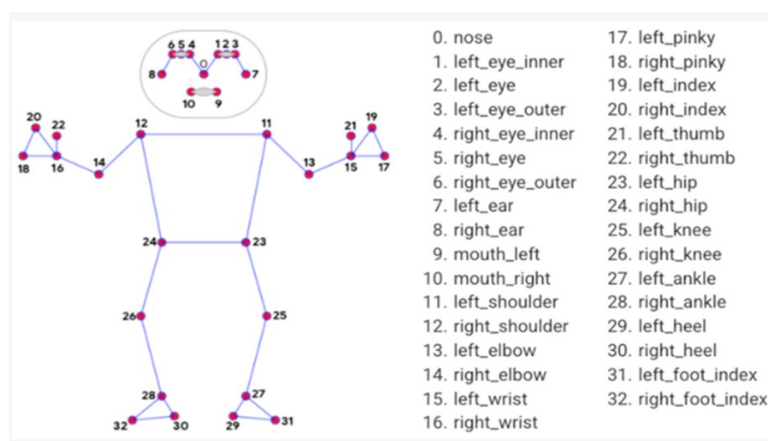 6 5 4 1 2 3
0
8 7
10 9
20 22 12 11 21 19
18 16 14 13 15 17
24 23
26 25
28 27
32 30 29 31
0. nose
1. left_eye_inner
2. left_eye
3. left_eye_outer
4. right_eye_inner
5. right_eye
6. right_eye_outer
7. left_ear
8. right_ear
9. mouth_left
10. mouth_right
11. left_shoulder
12. right_shoulder
13. left_elbow
14. right_elbow
15. left_wrist
16. right_wrist
17. left_pinky
18. right_pinky
19. left_index
20. right_index
21. left_thumb
22. right_thumb
23. left_hip
24. right_hip
25. left_knee
26. right_knee
27. left_ankle
28. right_ankle
29. left_heel
30. right_heel
31. left_foot_index
32. right_foot_index